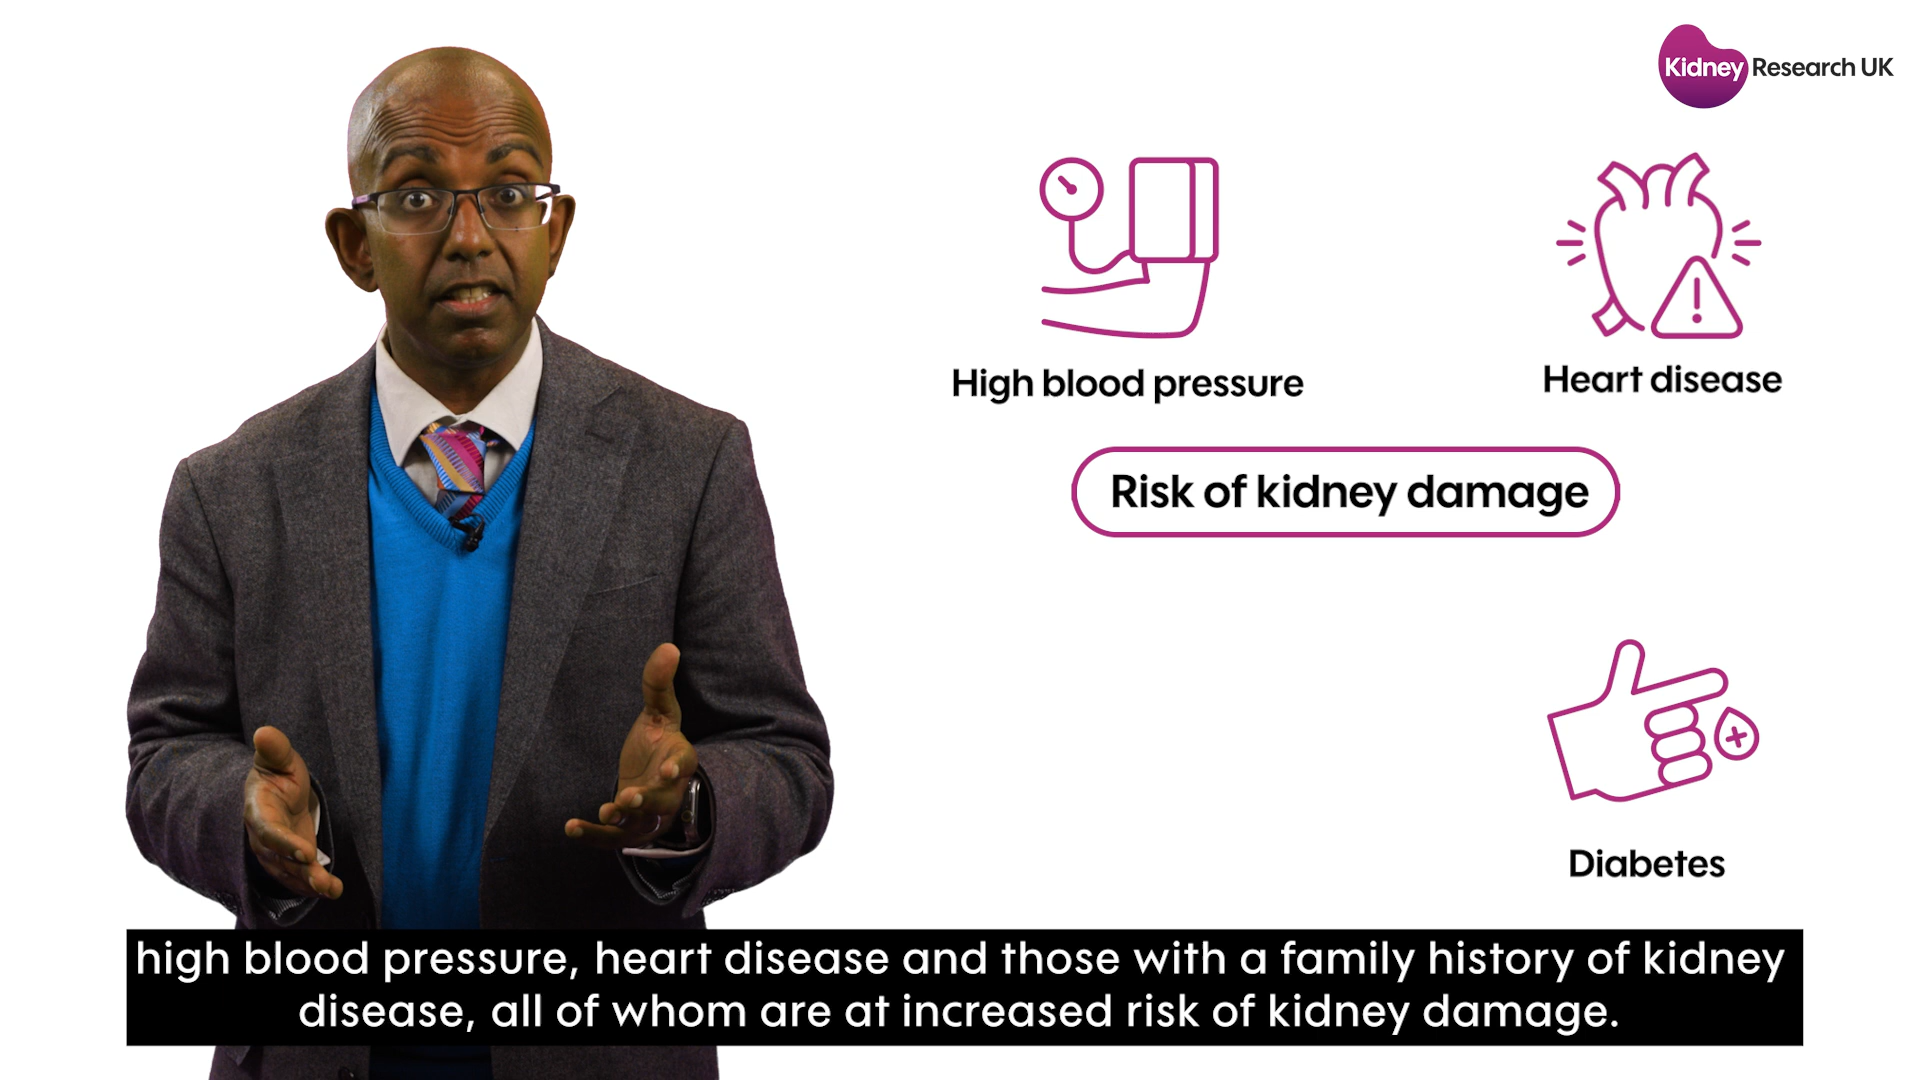 Kidney Research UK
High blood pressure
Heart disease
Risk of kidney damage
Diabetes
high blood pressure, heart disease and those with a family history of kidney
disease, all of whom are at increased risk of kidney damage.